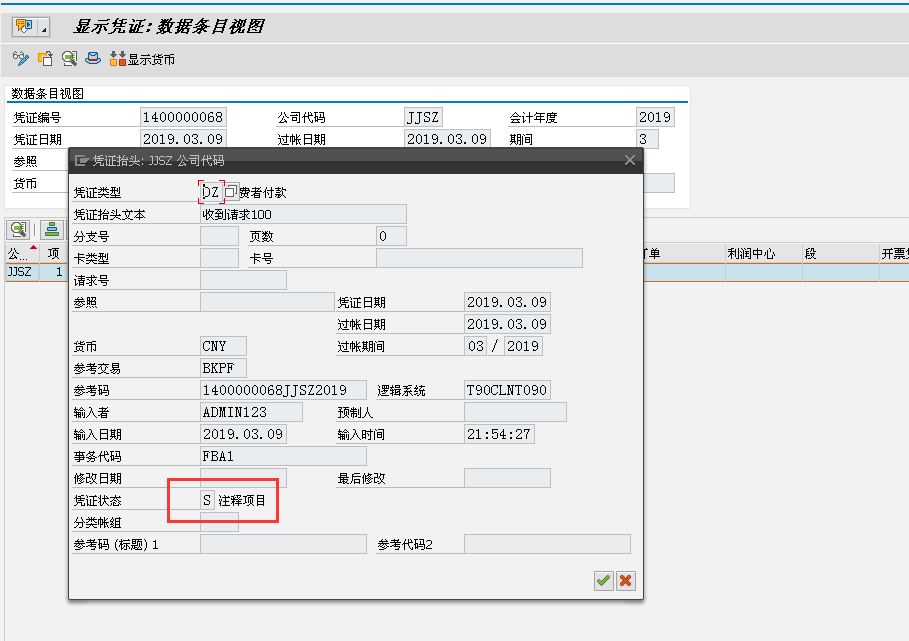 显示凭证:数据条目视图
显示货币
数据条目视图
凭证编号 1400000068 公司代码 JJSZ 会计年度 2019
凭证日期 2019.03.09 过帐日期 2019.03.09 期间 3
参照
货币
凭证抬头: JJSZ 公司代码
凭证类型 DZ 费者付款
凭证抬头文本 收到请求100
分支号 页数 0
卡类型 卡号
请求号
参照 凭证日期 2019.03.09
过帐日期 2019.03.09
货币 CNY 过帐期间 03 / 2019
参考交易 BKPF
参考码 1400000068JJSZ2019 逻辑系统 T90CLNT090
输入者 ADMIN123 预制人
输入日期 2019.03.09 输入时间 21:54:27
事务代码 FBA1
修改日期 最后修改
凭证状态 S 注释项目
分类帐组
参考码 (标题) 1 参考代码2
公... 项 单 利润中心 段 开票
JJSZ 1